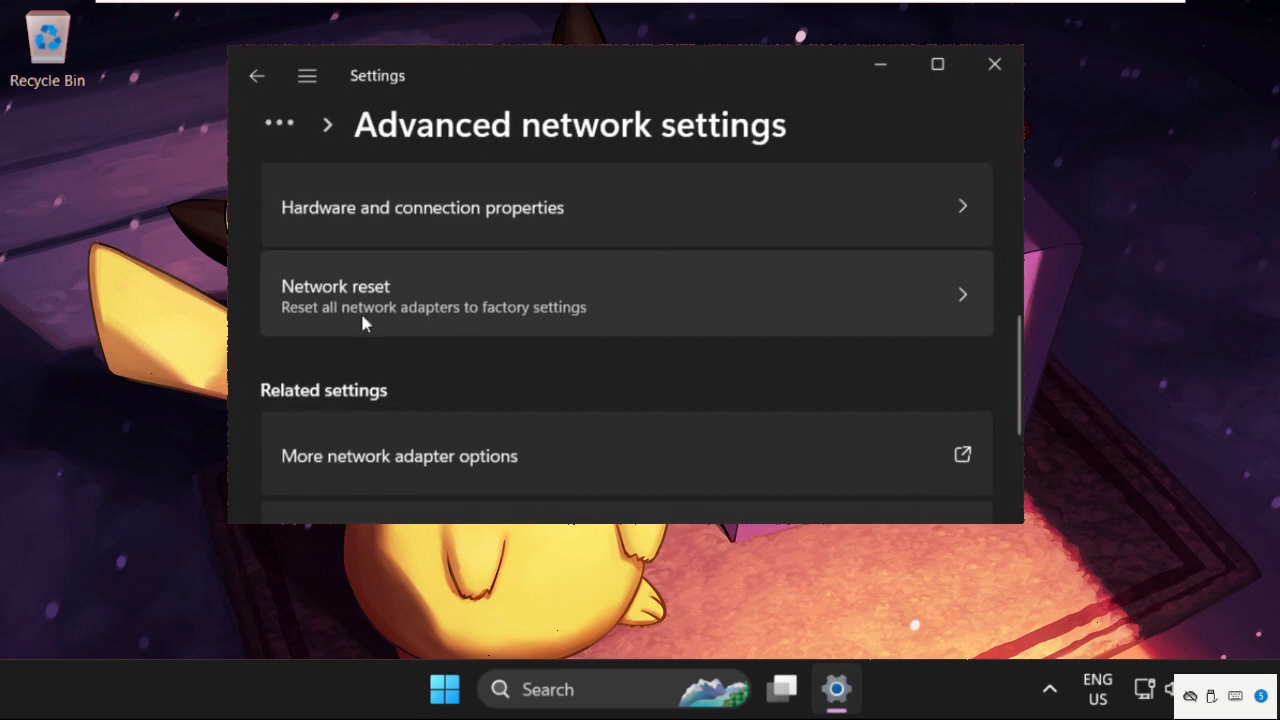 Recycle Bin
Settings
Advanced network settings
Hardware and connection properties
Network reset
Reset all network adapters to factory settings
Related settings
More network adapter options
Search
ENG
US
5